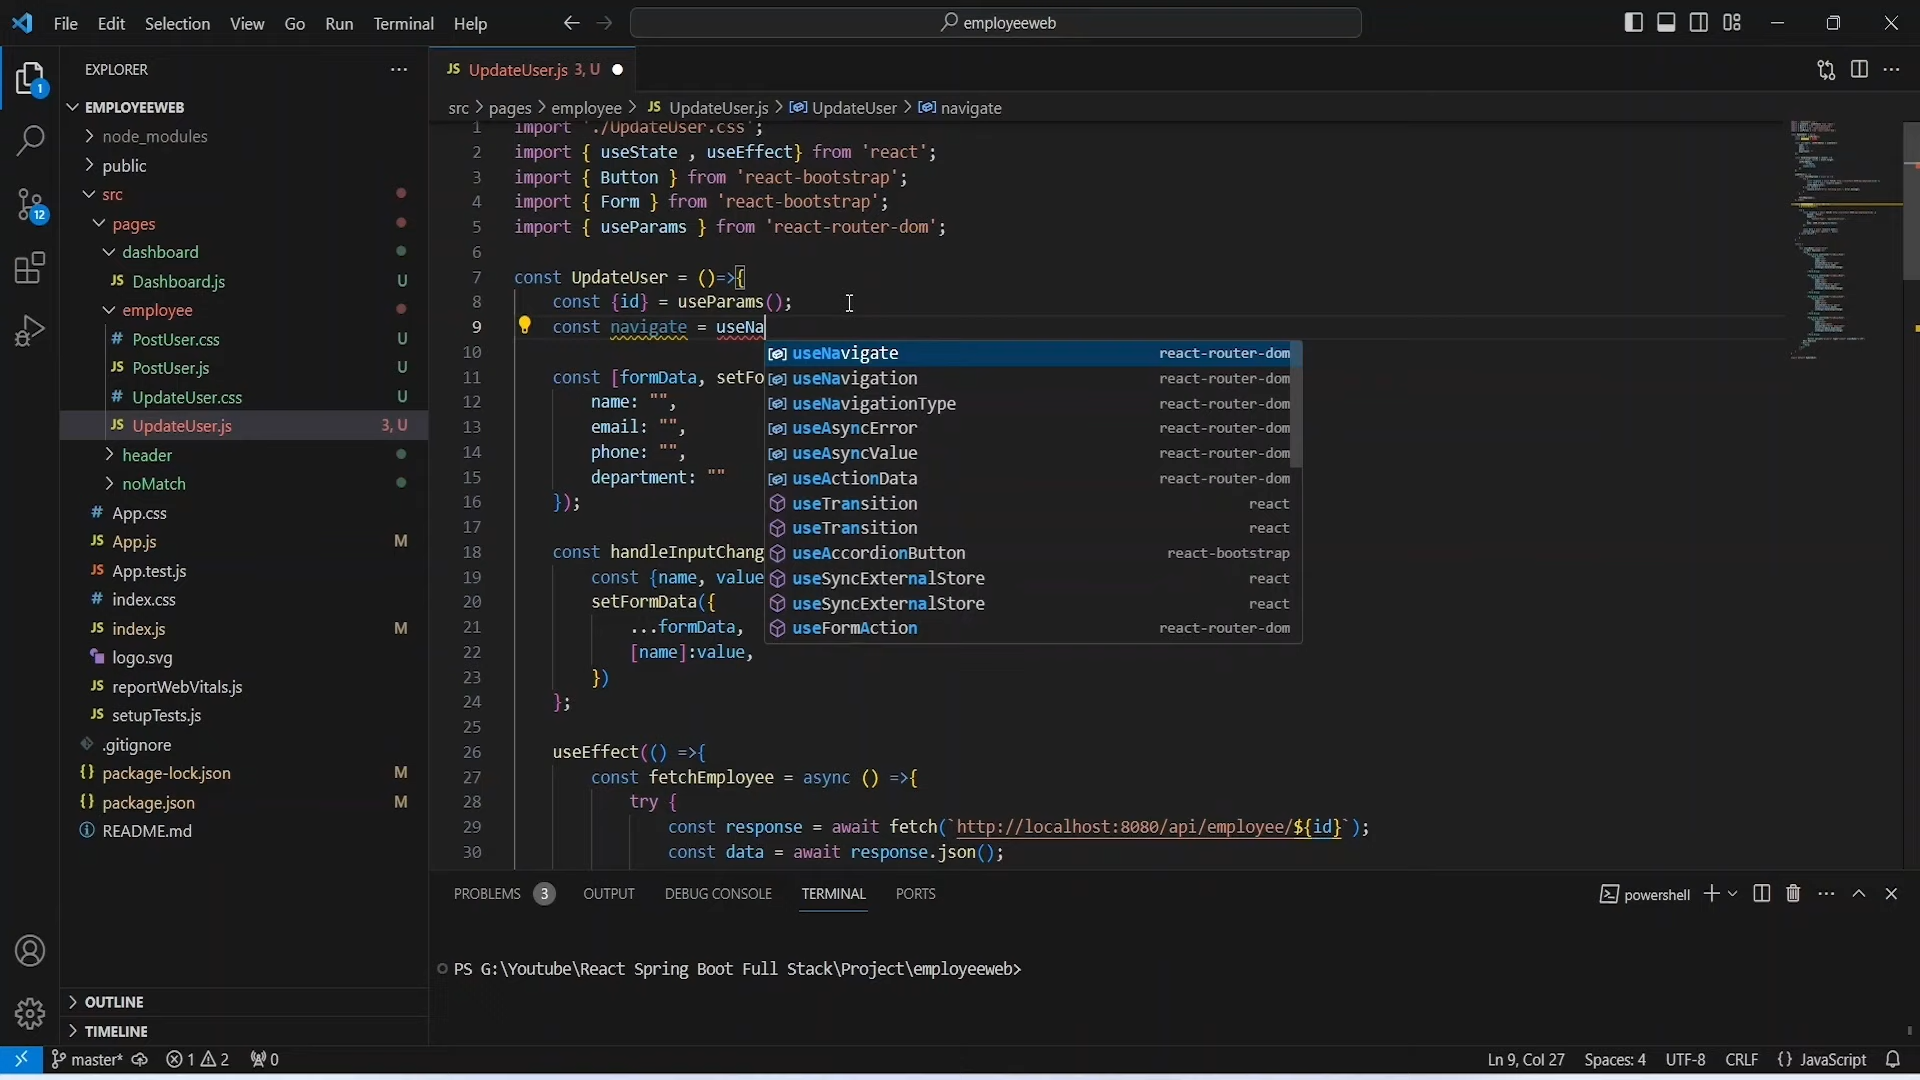 File Edit Selection View Go Run Terminal Help
employeeweb
EXPLORER
1
12
EMPLOYEEWEB
node_modules
public
src
pages
dashboard
JS Dashboard.js U
employee
# PostUser.css U
JS PostUser.js U
# UpdateUser.css U
JS UpdateUser.js 3, U
header
noMatch
# App.css
JS App.js M
JS App.test.js
# index.css
JS index.js M
logo.svg
JS reportWebVitals.js
JS setupTests.js
.gitignore
{} package-lock.json M
{} package.json M
README.md
OUTLINE
TIMELINE
JS UpdateUser.js 3, U
src > pages > employee > JS UpdateUser.js > UpdateUser > navigate
1 import './UpdateUser.css';
2 import { useState , useEffect} from 'react';
3 import { Button } from 'react-bootstrap';
4 import { Form } from 'react-bootstrap';
5 import { useParams } from 'react-router-dom';
6
7 const UpdateUser = ()=>{
8 const {id} = useParams();
9 const navigate = useNa
10
11 const [formData, setFo
12 name: "",
13 email: "",
14 phone: "",
15 department: ""
16 });
17
18 const handleInputChang
19 const {name, value
20 setFormData({
21 ...formData,
22 [name]:value,
23 })
24 };
25
26 useEffect(() =>{
27 const fetchEmployee = async () =>{
28 try {
29 const response = await fetch(`http://localhost:8080/api/employee/${id}`);
30 const data = await response.json();
useNavigate react-router-dom
useNavigation react-router-dom
useNavigationType react-router-dom
useAsyncError react-router-dom
useAsyncValue react-router-dom
useActionData react-router-dom
useTransition react
useTransition react
useAccordionButton react-bootstrap
useSyncExternalStore react
useSyncExternalStore react
useFormAction react-router-dom
PROBLEMS 3 OUTPUT DEBUG CONSOLE TERMINAL PORTS
powershell
PS G:\Youtube\React Spring Boot Full Stack\Project\employeeweb>
master* 1 2 0
Ln 9, Col 27 Spaces: 4 UTF-8 CRLF {} JavaScript